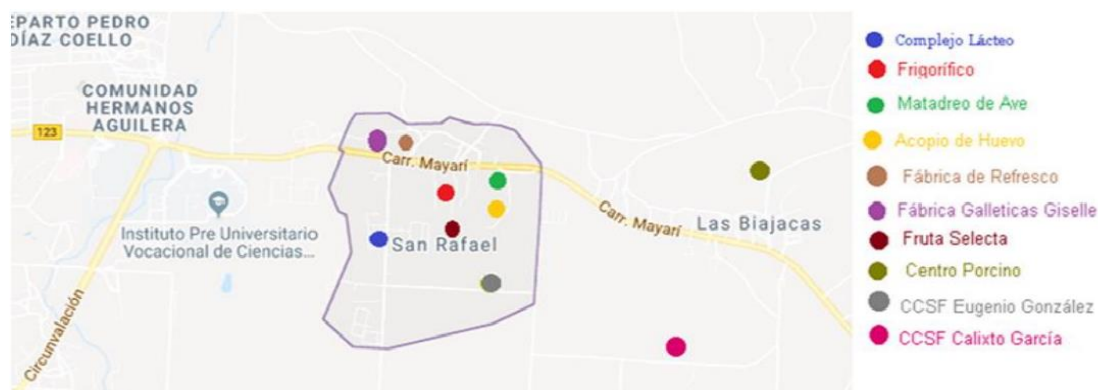 EPARTO PEDRO
DÍAZ COELLO
COMUNIDAD
HERMANOS
AGUILERA
123
Carr. Mayarí
Carr. Mayarí
Las Biajacas
Instituto Pre Universitario
Vocacional de Ciencias...
San Rafael
Circunvalación
Complejo Lácteo
Frigorífico
Matadreo de Ave
Acopio de Huevo
Fábrica de Refresco
Fábrica Galleticas Giselle
Fruta Selecta
Centro Porcino
CCSF Eugenio González
CCSF Calixto García